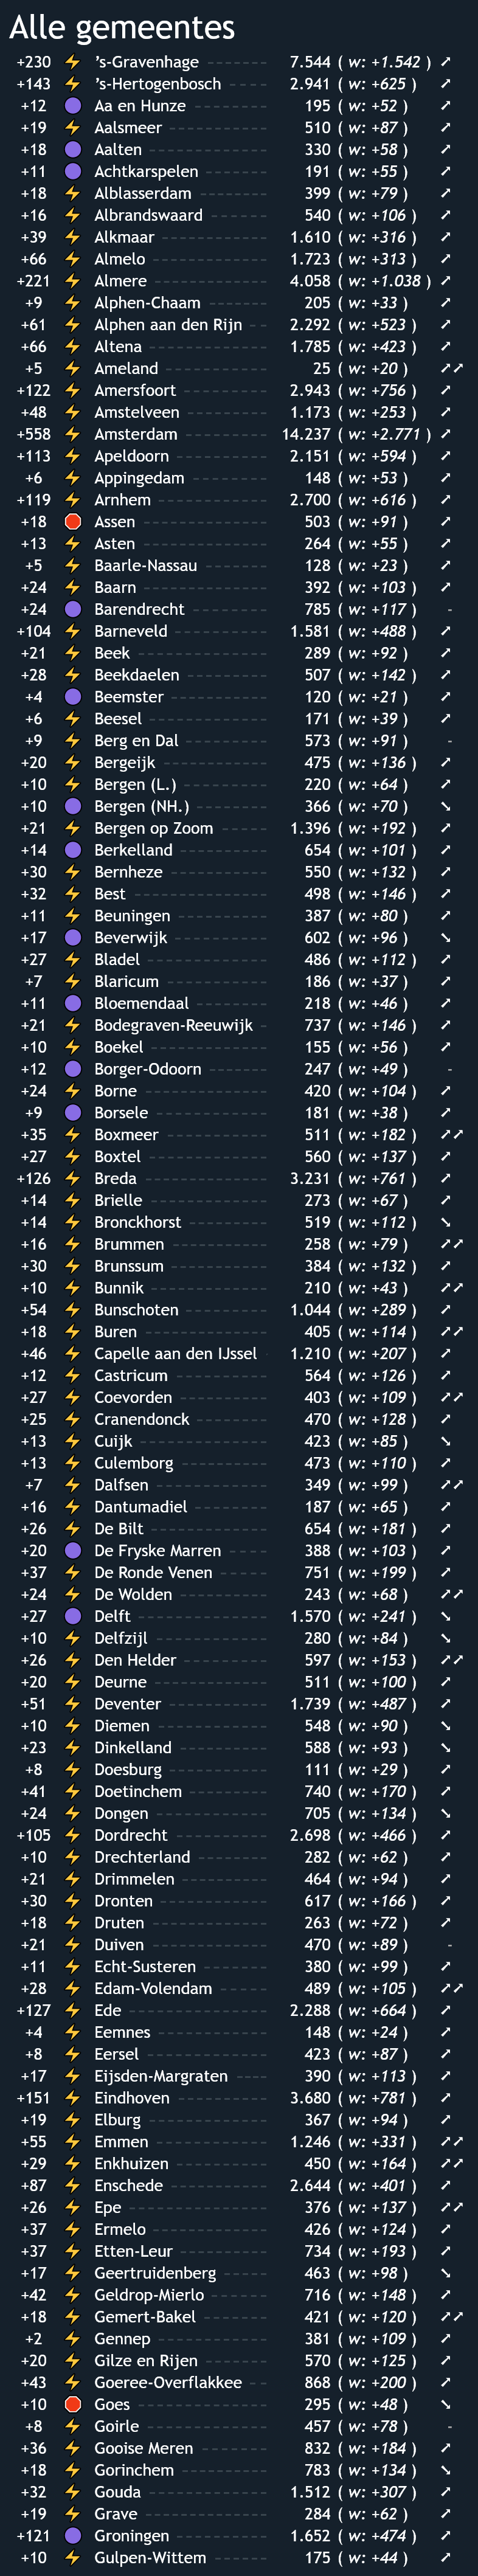 Alle gemeentes
+230 ’s-Gravenhage 7.544 ( w: +1.542 )
+143 ’s-Hertogenbosch 2.941 ( w: +625 )
+12 Aa en Hunze 195 ( w: +52 )
+19 Aalsmeer 510 ( w: +87 )
+18 Aalten 330 ( w: +58 )
+11 Achtkarspelen 191 ( w: +55 )
+18 Alblasserdam 399 ( w: +79 )
+16 Albrandswaard 540 ( w: +106 )
+39 Alkmaar 1.610 ( w: +316 )
+66 Almelo 1.723 ( w: +313 )
+221 Almere 4.058 ( w: +1.038 )
+9 Alphen-Chaam 205 ( w: +33 )
+61 Alphen aan den Rijn 2.292 ( w: +523 )
+66 Altena 1.785 ( w: +423 )
+5 Ameland 25 ( w: +20 )
+122 Amersfoort 2.943 ( w: +756 )
+48 Amstelveen 1.173 ( w: +253 )
+558 Amsterdam 14.237 ( w: +2.771 )
+113 Apeldoorn 2.151 ( w: +594 )
+6 Appingedam 148 ( w: +53 )
+119 Arnhem 2.700 ( w: +616 )
+18 Assen 503 ( w: +91 )
+13 Asten 264 ( w: +55 )
+5 Baarle-Nassau 128 ( w: +23 )
+24 Baarn 392 ( w: +103 )
+24 Barendrecht 785 ( w: +117 ) -
+104 Barneveld 1.581 ( w: +488 )
+21 Beek 289 ( w: +92 )
+28 Beekdaelen 507 ( w: +142 )
+4 Beemster 120 ( w: +21 )
+6 Beesel 171 ( w: +39 )
+9 Berg en Dal 573 ( w: +91 ) -
+20 Bergeijk 475 ( w: +136 )
+10 Bergen (L.) 220 ( w: +64 )
+10 Bergen (NH.) 366 ( w: +70 )
+21 Bergen op Zoom 1.396 ( w: +192 )
+14 Berkelland 654 ( w: +101 )
+30 Bernheze 550 ( w: +132 )
+32 Best 498 ( w: +146 )
+11 Beuningen 387 ( w: +80 )
+17 Beverwijk 602 ( w: +96 )
+27 Bladel 486 ( w: +112 )
+7 Blaricum 186 ( w: +37 )
+11 Bloemendaal 218 ( w: +46 )
+21 Bodegraven-Reeuwijk 737 ( w: +146 )
+10 Boekel 155 ( w: +56 )
+12 Borger-Odoorn 247 ( w: +49 ) -
+24 Borne 420 ( w: +104 )
+9 Borsele 181 ( w: +38 )
+35 Boxmeer 511 ( w: +182 )
+27 Boxtel 560 ( w: +137 )
+126 Breda 3.231 ( w: +761 )
+14 Brielle 273 ( w: +67 )
+14 Bronckhorst 519 ( w: +112 )
+16 Brummen 258 ( w: +79 )
+30 Brunssum 384 ( w: +132 )
+10 Bunnik 210 ( w: +43 )
+54 Bunschoten 1.044 ( w: +289 )
+18 Buren 405 ( w: +114 )
+46 Capelle aan den IJssel 1.210 ( w: +207 )
+12 Castricum 564 ( w: +126 )
+27 Coevorden 403 ( w: +109 )
+25 Cranendonck 470 ( w: +128 )
+13 Cuijk 423 ( w: +85 )
+13 Culemborg 473 ( w: +110 )
+7 Dalfsen 349 ( w: +99 )
+16 Dantumadiel 187 ( w: +65 )
+26 De Bilt 654 ( w: +181 )
+20 De Fryske Marren 388 ( w: +103 )
+37 De Ronde Venen 751 ( w: +199 )
+24 De Wolden 243 ( w: +68 )
+27 Delft 1.570 ( w: +241 )
+10 Delfzijl 280 ( w: +84 )
+26 Den Helder 597 ( w: +153 )
+20 Deurne 511 ( w: +100 )
+51 Deventer 1.739 ( w: +487 )
+10 Diemen 548 ( w: +90 )
+23 Dinkelland 588 ( w: +93 )
+8 Doesburg 111 ( w: +29 )
+41 Doetinchem 740 ( w: +170 )
+24 Dongen 705 ( w: +134 )
+105 Dordrecht 2.698 ( w: +466 )
+10 Drechterland 282 ( w: +62 )
+21 Drimmelen 464 ( w: +94 )
+30 Dronten 617 ( w: +166 )
+18 Druten 263 ( w: +72 )
+21 Duiven 470 ( w: +89 ) -
+11 Echt-Susteren 380 ( w: +99 )
+28 Edam-Volendam 489 ( w: +105 )
+127 Ede 2.288 ( w: +664 )
+4 Eemnes 148 ( w: +24 )
+8 Eersel 423 ( w: +87 )
+17 Eijsden-Margraten 390 ( w: +113 )
+151 Eindhoven 3.680 ( w: +781 )
+19 Elburg 367 ( w: +94 )
+55 Emmen 1.246 ( w: +331 )
+29 Enkhuizen 450 ( w: +164 )
+87 Enschede 2.644 ( w: +401 )
+26 Epe 376 ( w: +137 )
+37 Ermelo 426 ( w: +124 )
+37 Etten-Leur 734 ( w: +193 )
+17 Geertruidenberg 463 ( w: +98 )
+42 Geldrop-Mierlo 716 ( w: +148 )
+18 Gemert-Bakel 421 ( w: +120 )
+2 Gennep 381 ( w: +109 )
+20 Gilze en Rijen 570 ( w: +125 )
+43 Goeree-Overflakkee 868 ( w: +200 )
+10 Goes 295 ( w: +48 )
+8 Goirle 457 ( w: +78 ) -
+36 Gooise Meren 832 ( w: +184 )
+18 Gorinchem 783 ( w: +134 )
+32 Gouda 1.512 ( w: +307 )
+19 Grave 284 ( w: +62 )
+121 Groningen 1.652 ( w: +474 )
+10 Gulpen-Wittem 175 ( w: +44 )